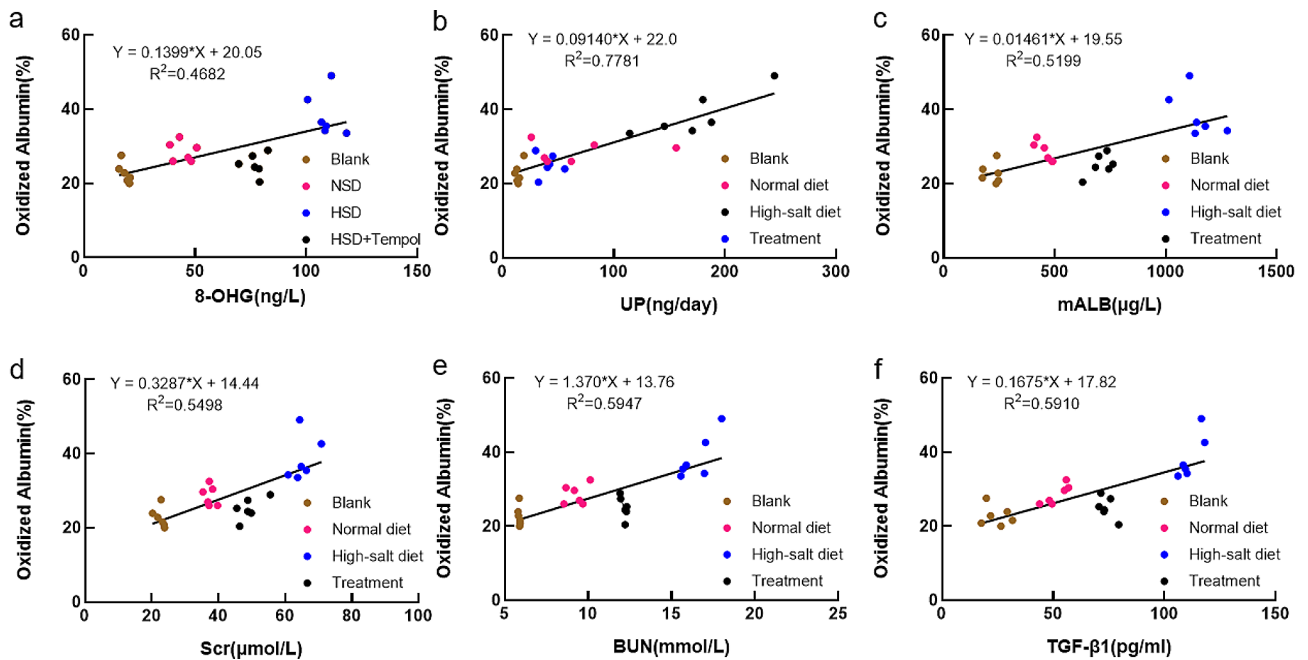 a
Y = 0.1399*X + 20.05
R²=0.4682
Oxidized Albumin(%)
60
40
20
0
0
50
100
150
8-OHG(ng/L)
Blank
NSD
HSD
HSD+Tempol
b
Y = 0.09140*X + 22.0
R²=0.7781
Oxidized Albumin(%)
60
40
20
0
0
100
200
300
UP(ng/day)
Blank
Normal diet
High-salt diet
Treatment
c
Y = 0.01461*X + 19.55
R²=0.5199
Oxidized Albumin(%)
60
40
20
0
0
500
1000
1500
mALB(μg/L)
Blank
Normal diet
High-salt diet
Treatment
d
Y = 0.3287*X + 14.44
R²=0.5498
Oxidized Albumin(%)
60
40
20
0
0
20
40
60
80
100
Scr(μmol/L)
Blank
Normal diet
High-salt diet
Treatment
e
Y = 1.370*X + 13.76
R²=0.5947
Oxidized Albumin(%)
60
40
20
0
5
10
15
20
25
BUN(mmol/L)
Blank
Normal diet
High-salt diet
Treatment
f
Y = 0.1675*X + 17.82
R²=0.5910
Oxidized Albumin(%)
60
40
20
0
0
50
100
150
TGF-β1(pg/ml)
Blank
Normal diet
High-salt diet
Treatment